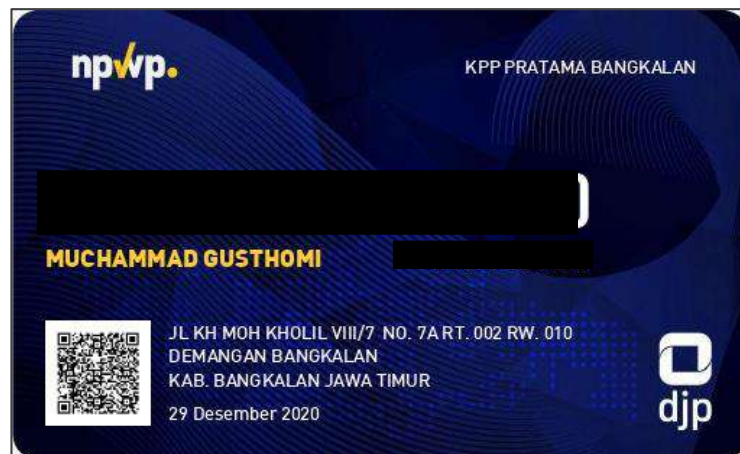 npwp.
KPP PRATAMA BANGKALAN
MUCHAMMAD GUSTHOMI
JL KH MOH KHOLIL VIII/7 NO. 7A RT. 002 RW. 010
DEMANGAN BANGKALAN
KAB. BANGKALAN JAWA TIMUR
29 Desember 2020
djp